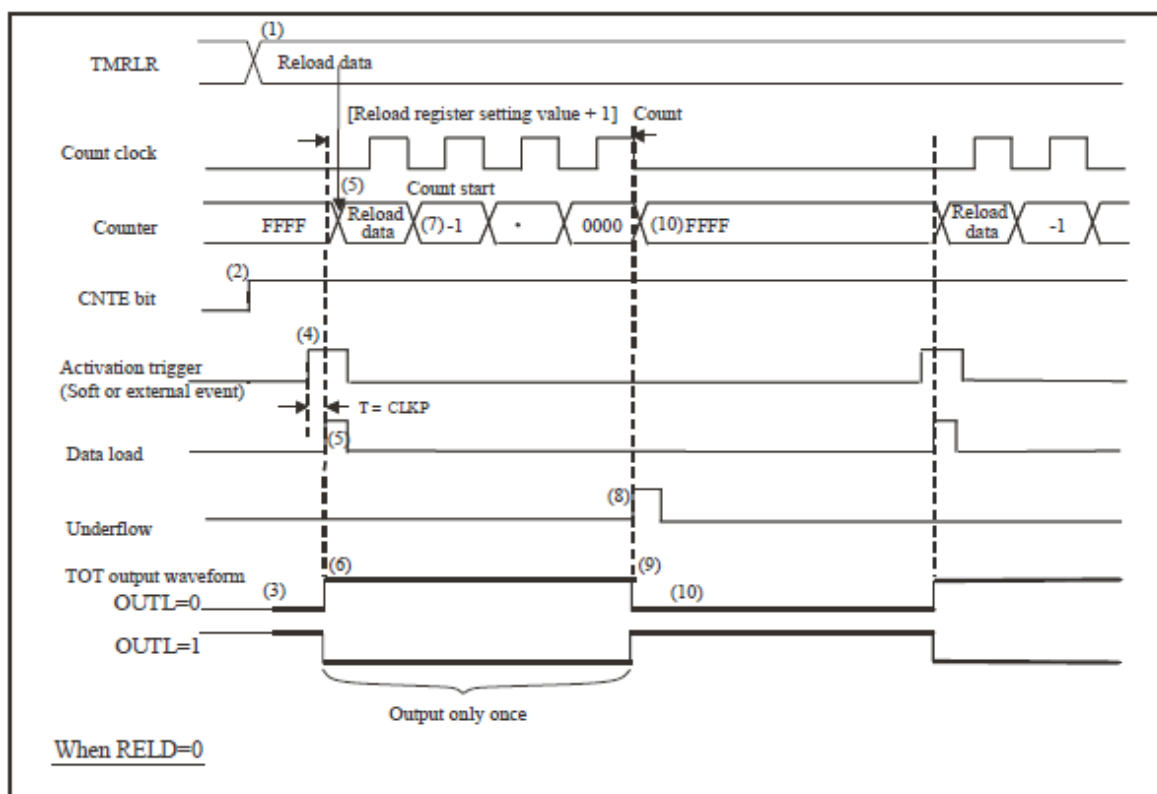 (1)
TMRLR
Reload data
[Reload register setting value + 1] Count
Count clock
(5) Count start
Counter
FFFF
Reload data
(7) -1
·
0000
(10) FFFF
Reload data
-1
(2)
CNTE bit
(4)
Activation trigger
(Soft or external event)
T = CLKP
(5)
Data load
(8)
Underflow
TOT output waveform
(6)
(9)
(3)
(10)
OUTL=0
OUTL=1
Output only once
When RELD=0